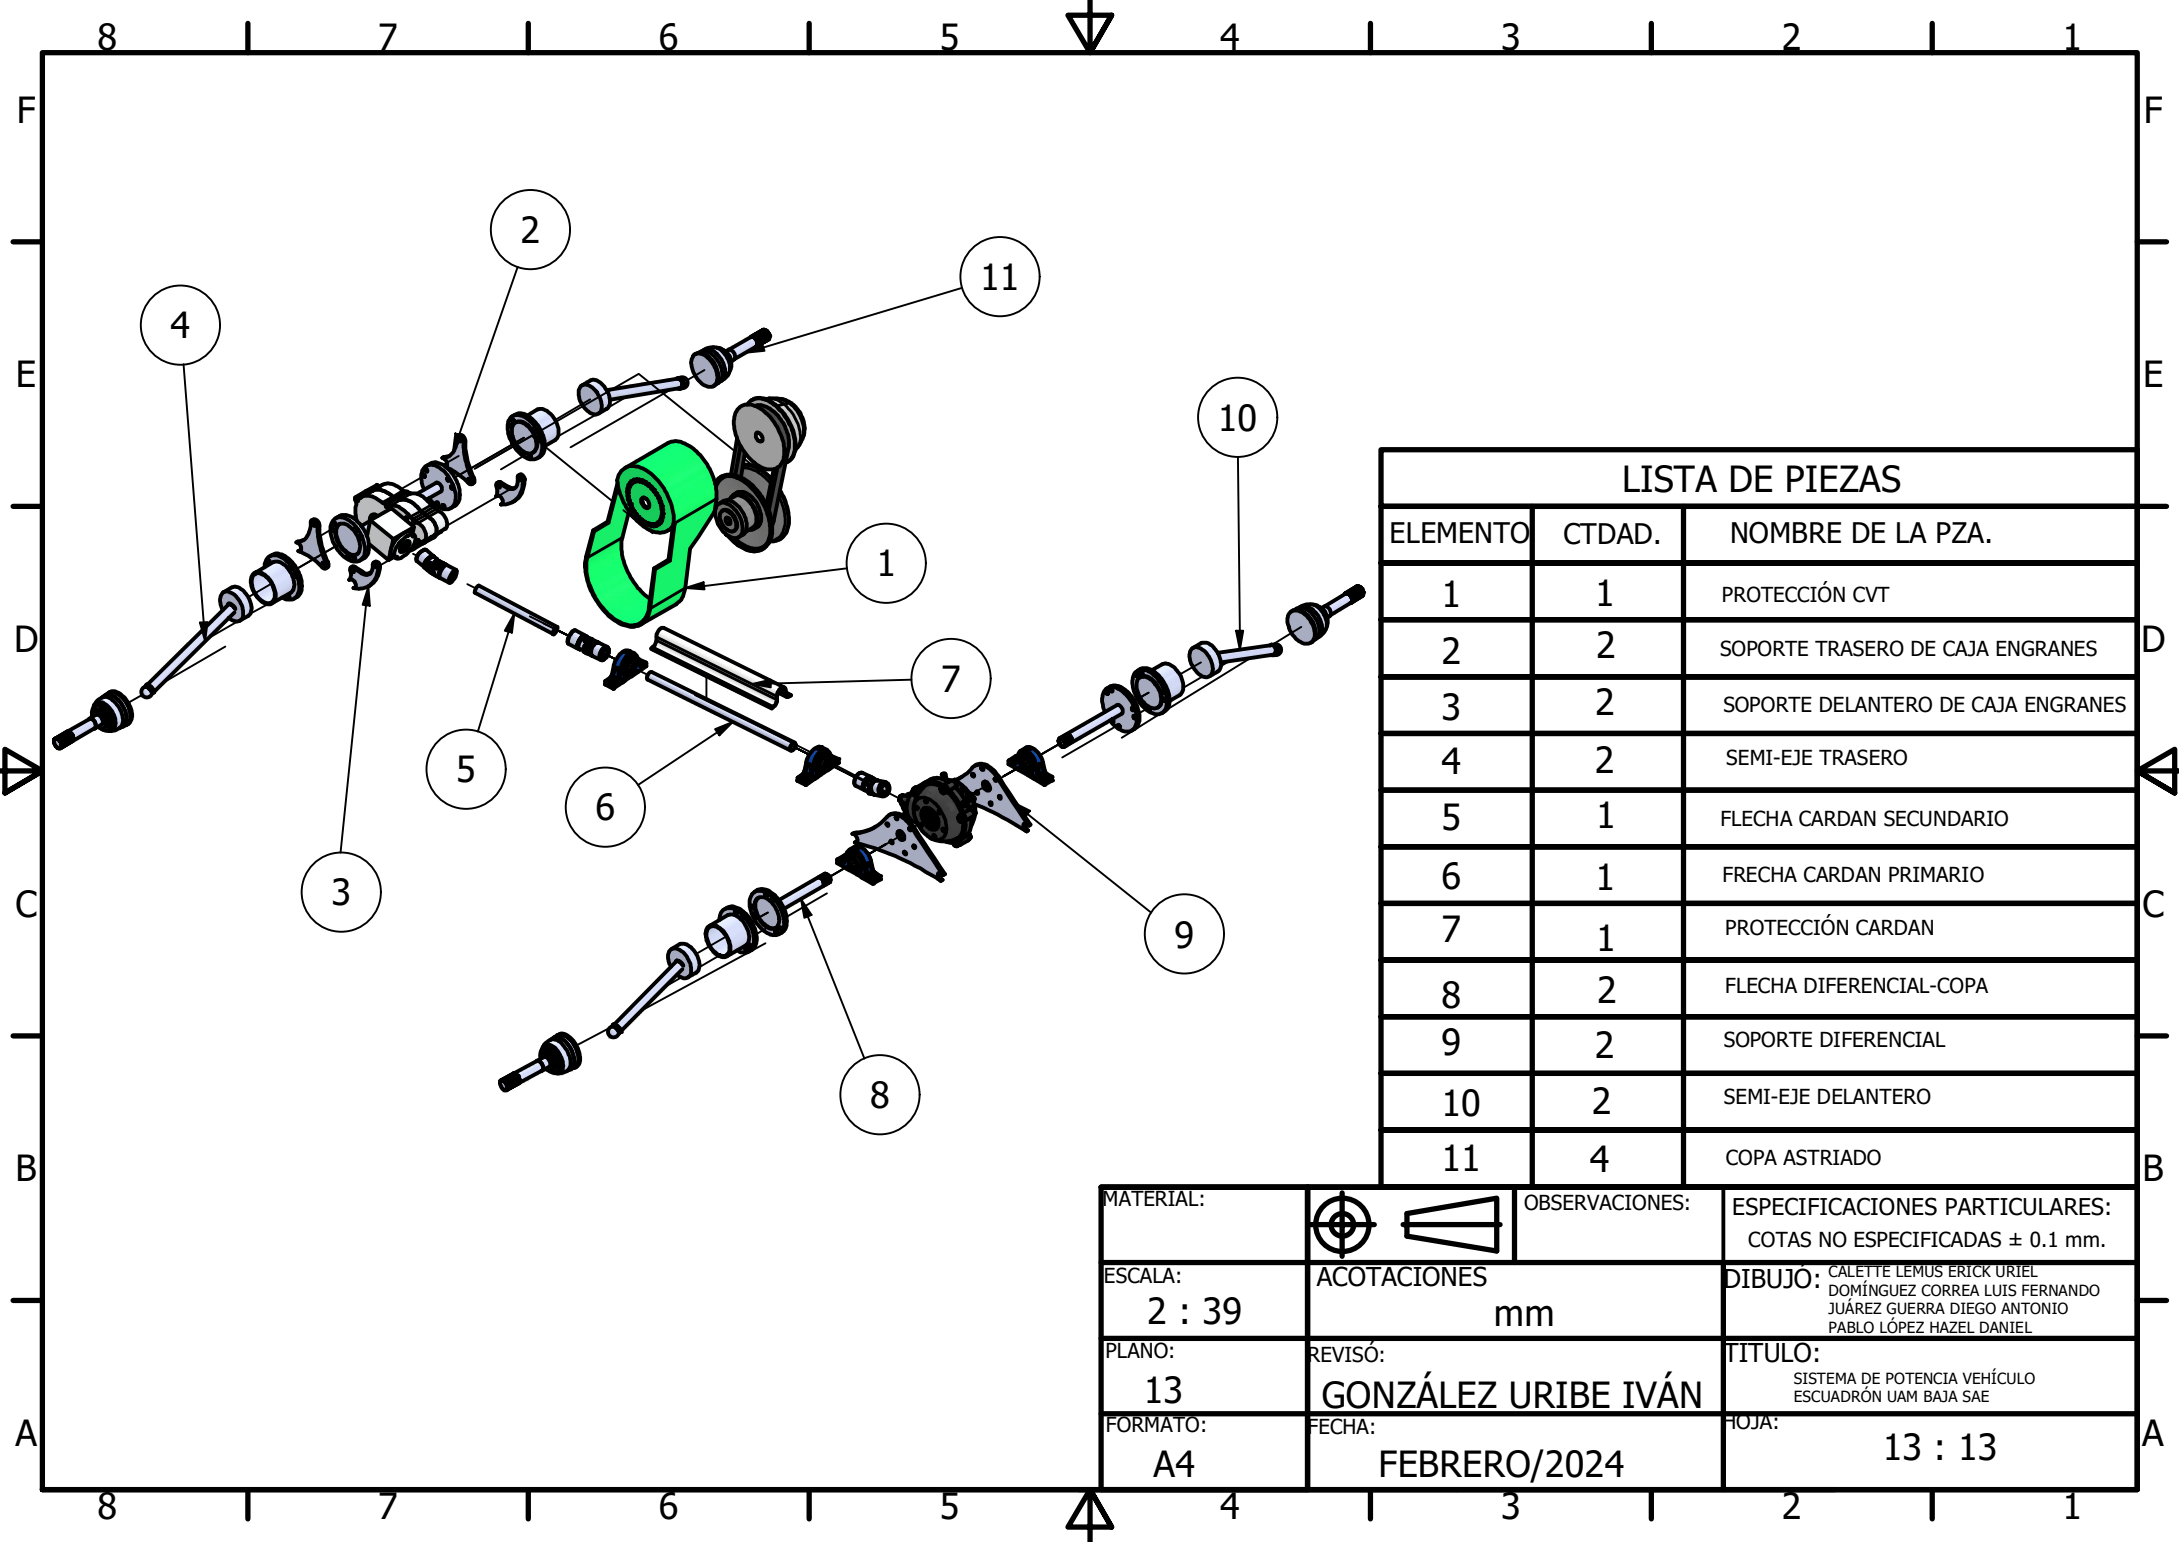 8 7 6 5 4 3 2 1
F F
2
11
4
E E
10
LISTA DE PIEZAS
ELEMENTO CTDAD. NOMBRE DE LA PZA.
1
1 1 PROTECCIÓN CVT
D D
2 2 SOPORTE TRASERO DE CAJA ENGRANES
7
3 2 SOPORTE DELANTERO DE CAJA ENGRANES
5
4 2 SEMI-EJE TRASERO
6
5 1 FLECHA CARDAN SECUNDARIO
3
6 1 FRECHA CARDAN PRIMARIO
C C
9
7 1 PROTECCIÓN CARDAN
8 2 FLECHA DIFERENCIAL-COPA
9 2 SOPORTE DIFERENCIAL
8
10 2 SEMI-EJE DELANTERO
11 4 COPA ASTRIADO
B B
MATERIAL:
OBSERVACIONES:
ESPECIFICACIONES PARTICULARES:
COTAS NO ESPECIFICADAS ± 0.1 mm.
ESCALA:
2 : 39
ACOTACIONES
mm
DIBUJÓ: CALETTE LEMUS ERICK URIEL
DOMÍNGUEZ CORREA LUIS FERNANDO
JUÁREZ GUERRA DIEGO ANTONIO
PABLO LÓPEZ HAZEL DANIEL
PLANO:
13
REVISÓ:
GONZÁLEZ URIBE IVÁN
TITULO:
SISTEMA DE POTENCIA VEHÍCULO
ESCUADRÓN UAM BAJA SAE
A A
FORMATO:
A4
FECHA:
FEBRERO/2024
HOJA:
13 : 13
8 7 6 5 4 3 2 1